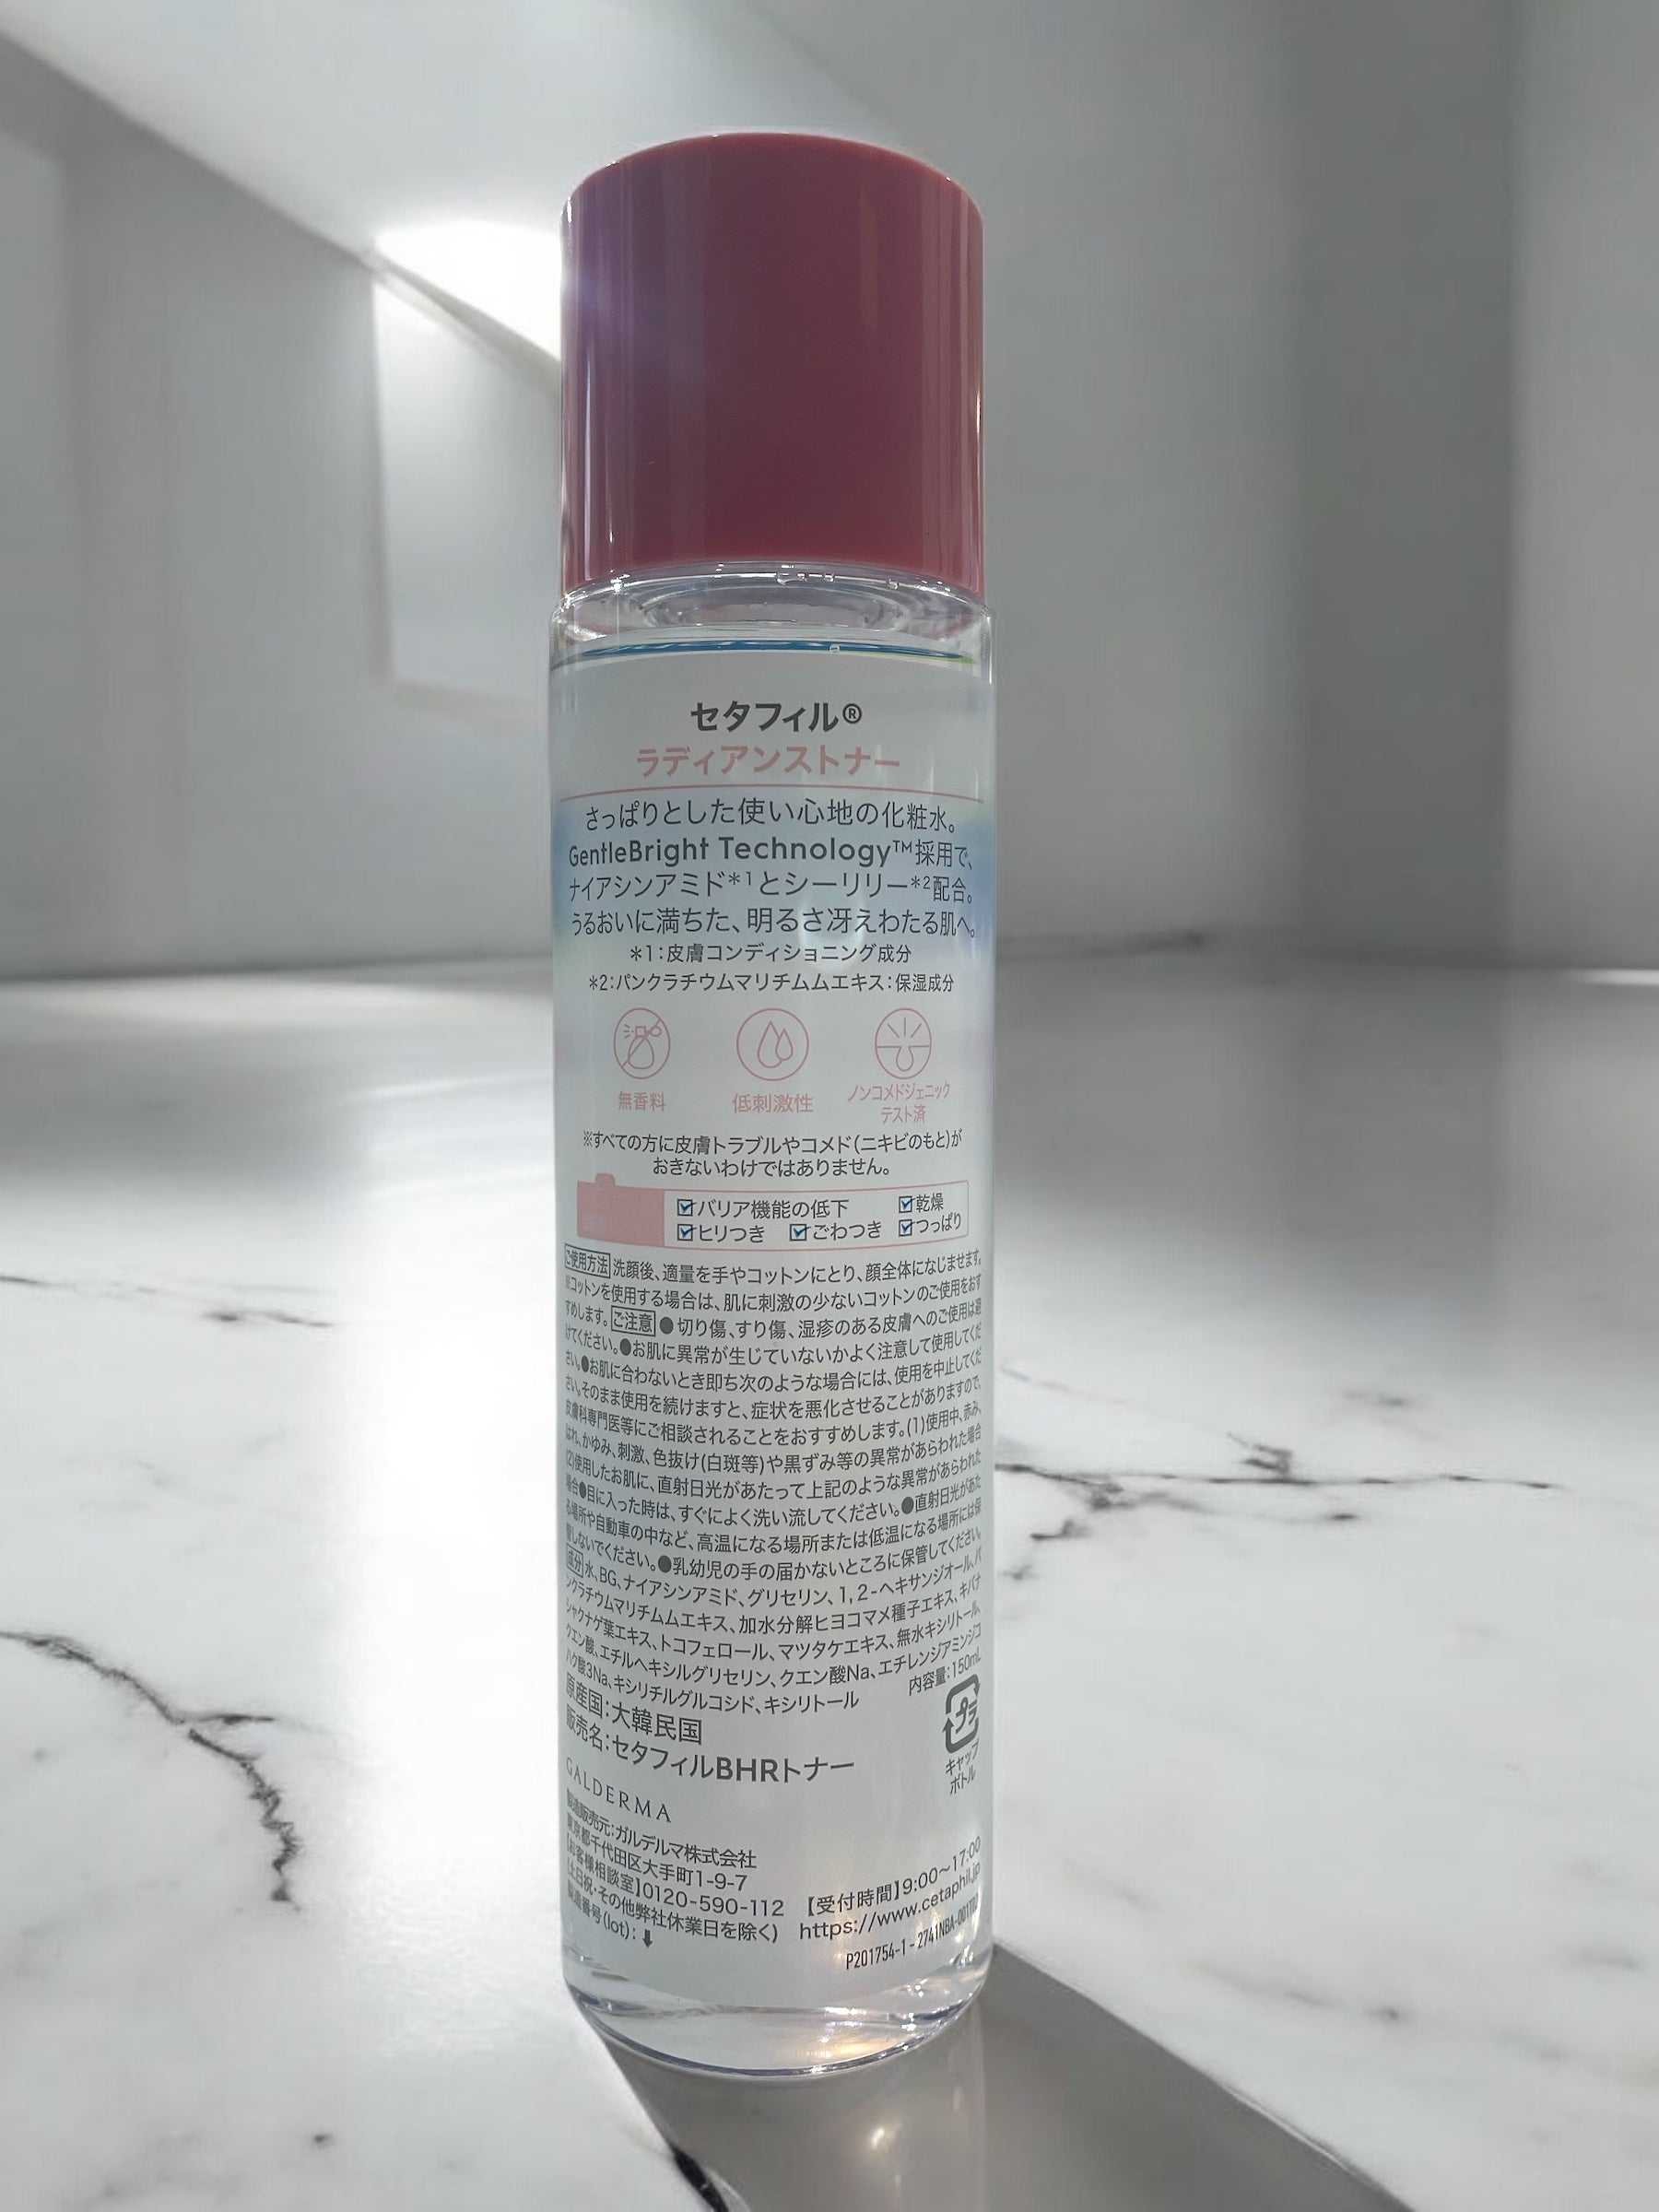 セタフィル®
ラディアンストナー
さっぱりとした使い心地の化粧水。
GentleBright Technology™採用で、
ナイアシンアミド*1とシーリリー*2配合。
うるおいに満ちた、明るさ冴えわたる肌へ。
*1:皮膚コンディショニング成分
*2:パンクラチウムマリチムムエキス:保湿成分
無香料 低刺激性 ノンコメドジェニック
テスト済
※すべての方に皮膚トラブルやコメド(ニキビのもと)が
おきないわけではありません。
バリア機能の低下 乾燥
ヒリつき ごわつき つっぱり
ご使用方法 洗顔後、適量を手やコットンにとり、顔全体になじませます。
※コットンを使用する場合は、肌に刺激の少ないコットンのご使用をおす
すめします。 ご注意 ●切り傷、すり傷、湿疹のある皮膚へのご使用は避
けてください。●お肌に異常が生じていないかよく注意して使用してくだ
さい。●お肌に合わないとき即ち次のような場合には、使用を中止してくだ
さい。そのまま使用を続けますと、症状を悪化させることがありますので、
皮膚科専門医等にご相談されることをおすすめします。(1)使用中、赤み、
はれ、かゆみ、刺激、色抜け(白斑等)や黒ずみ等の異常があらわれた場合
(2)使用したお肌に、直射日光があたって上記のような異常があらわれた
場合●目に入った時は、すぐによく洗い流してください。●直射日光があた
る場所や自動車の中など、高温になる場所または低温になる場所には保
管しないでください。●乳幼児の手の届かないところに保管してください。
成分 水、BG、ナイアシンアミド、グリセリン、1,2-ヘキサンジオール、パ
ンクラチウムマリチムムエキス、加水分解ヒヨコマメ種子エキス、キバナ
シャクナゲ葉エキス、トコフェロール、マツタケエキス、無水キシリトール、
クエン酸、エチルヘキシルグリセリン、クエン酸Na、エチレンジアミンジコ
ハク酸3Na、キシリチルグルコシド、キシリトール
内容量:150mL
原産国:大韓民国
販売名:セタフィルBHRトナー
プラ
キャップ
ボトル
GALDERMA
製造販売元:ガルデルマ株式会社
東京都千代田区大手町1-9-7
【お客様相談室】0120-590-112 【受付時間】9:00~17:00
(土日祝・その他弊社休業日を除く) https://www.cetaphil.jp
製造番号(lot):⬇ P201754-1 - 2741NBA-001702